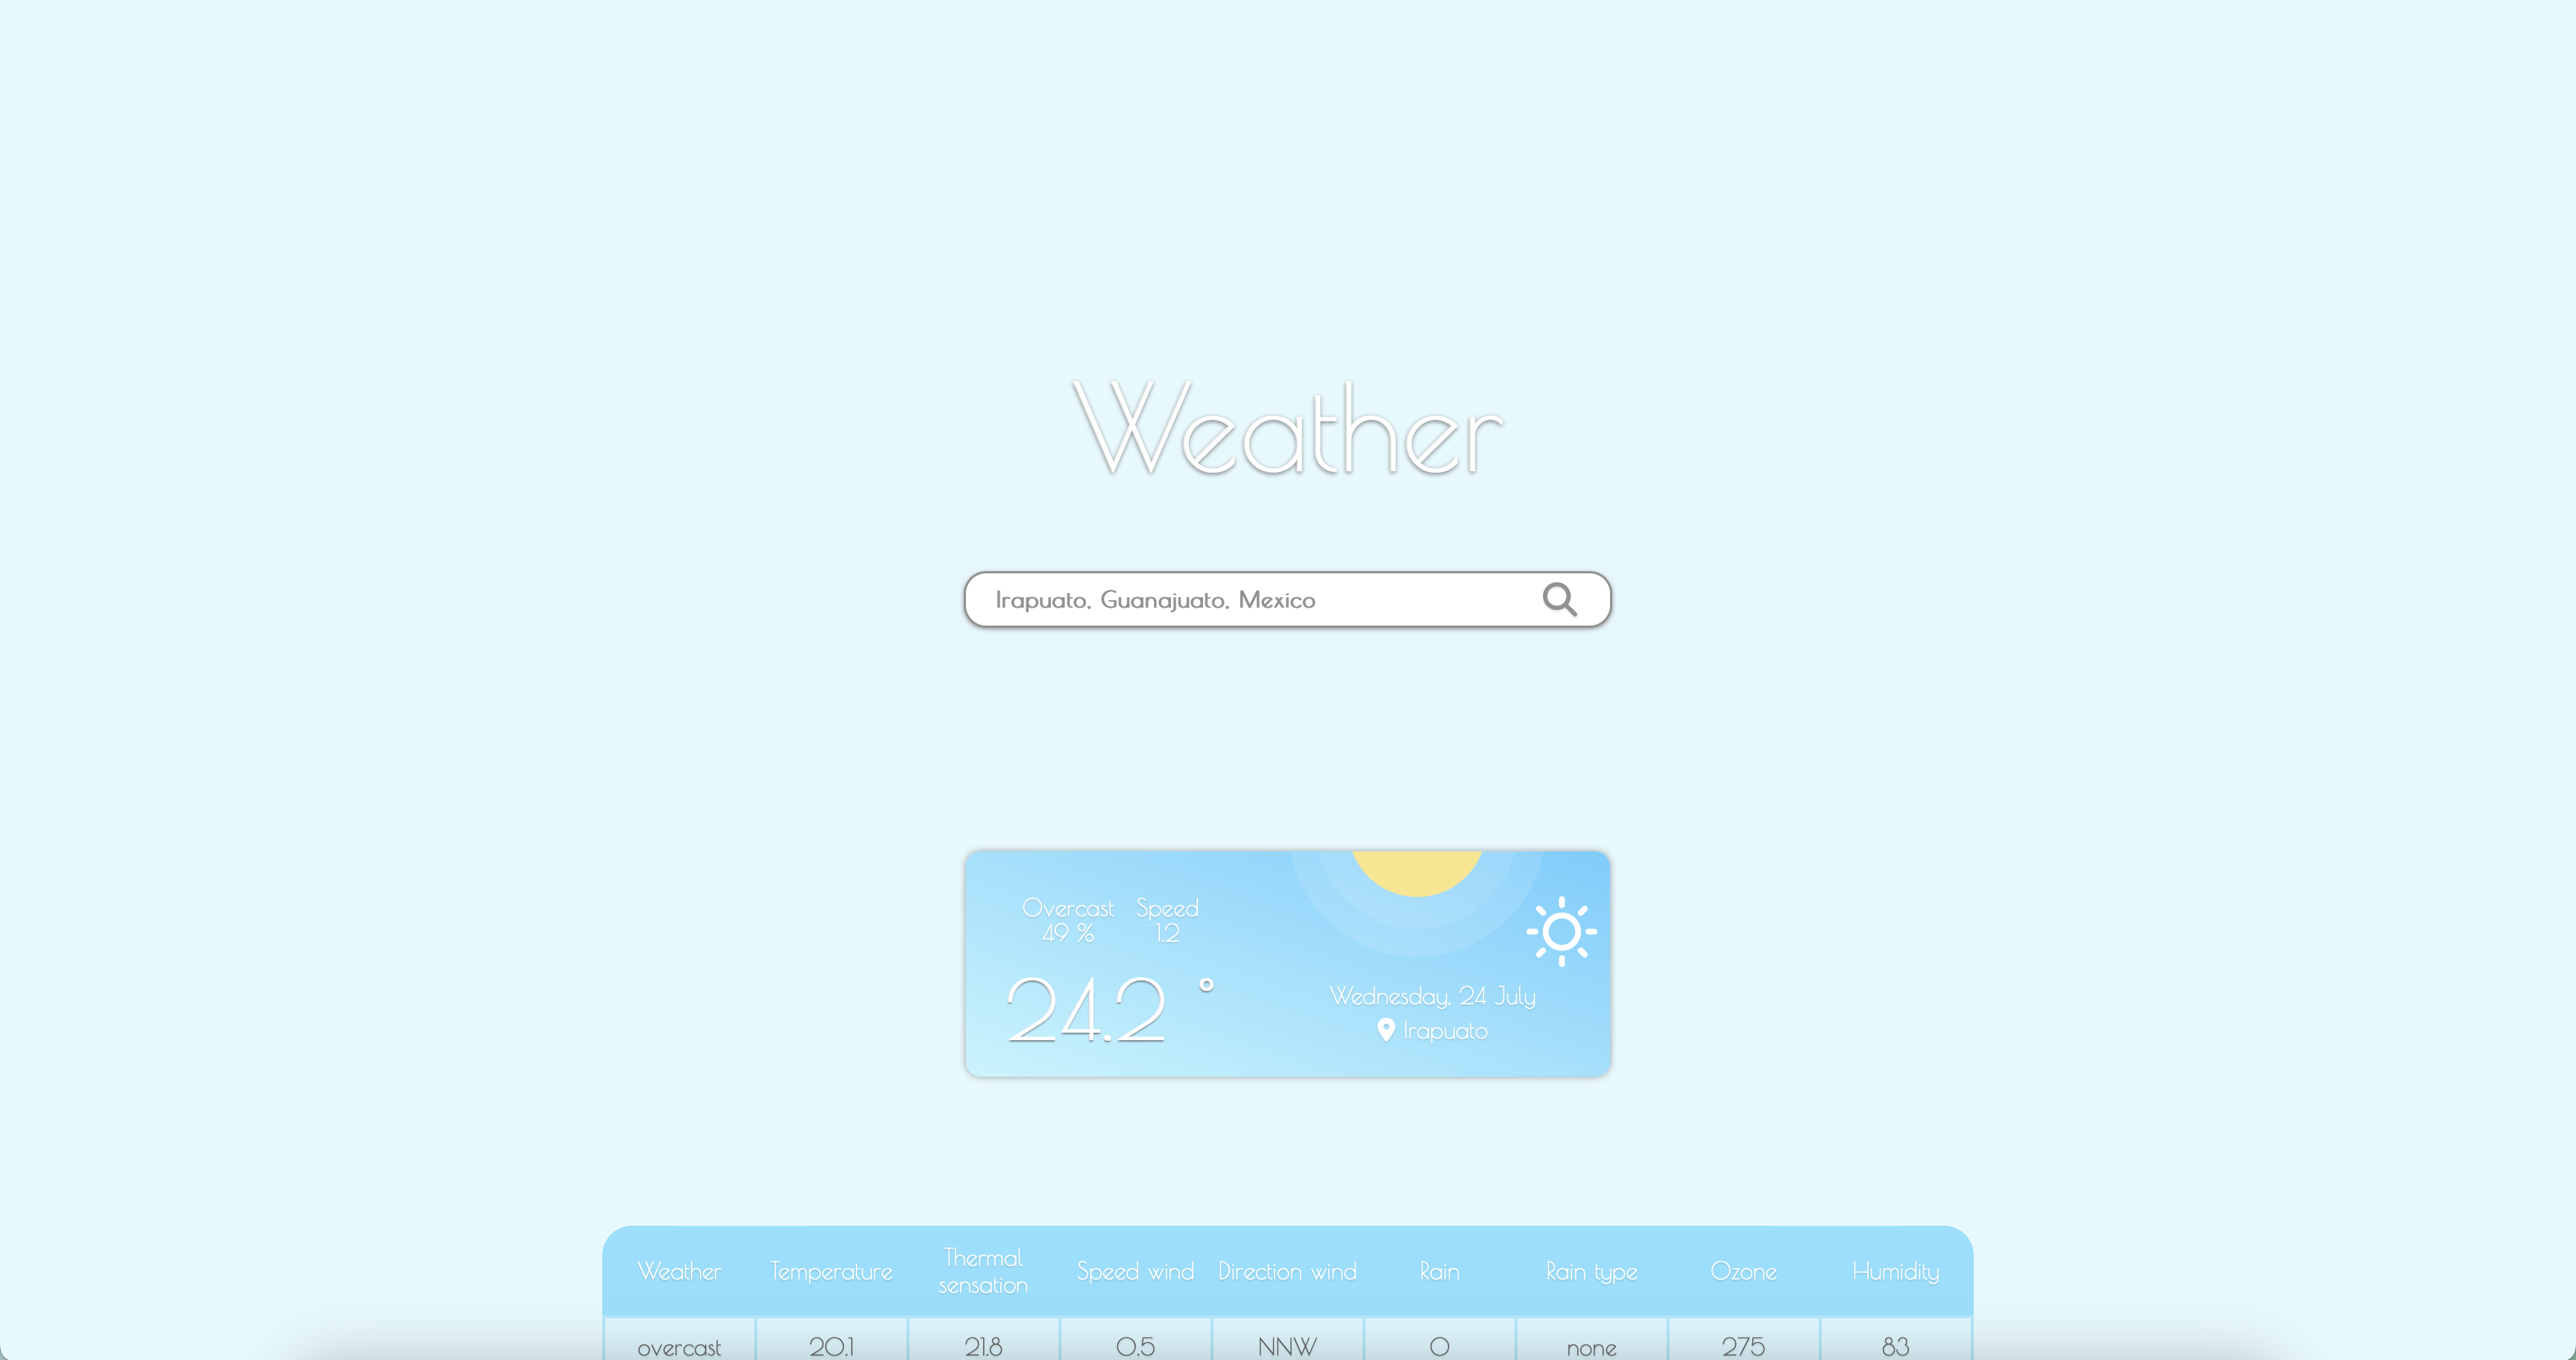 Weather
Irapuato, Guanajuato, Mexico
Overcast Speed
49 % 1.2
24.2 °
Wednesday, 24 July
Irapuato
Weather Temperature Thermal sensation Speed wind Direction wind Rain Rain type Ozone Humidity
overcast 20.1 21.8 0.5 NNW 0 none 275 83